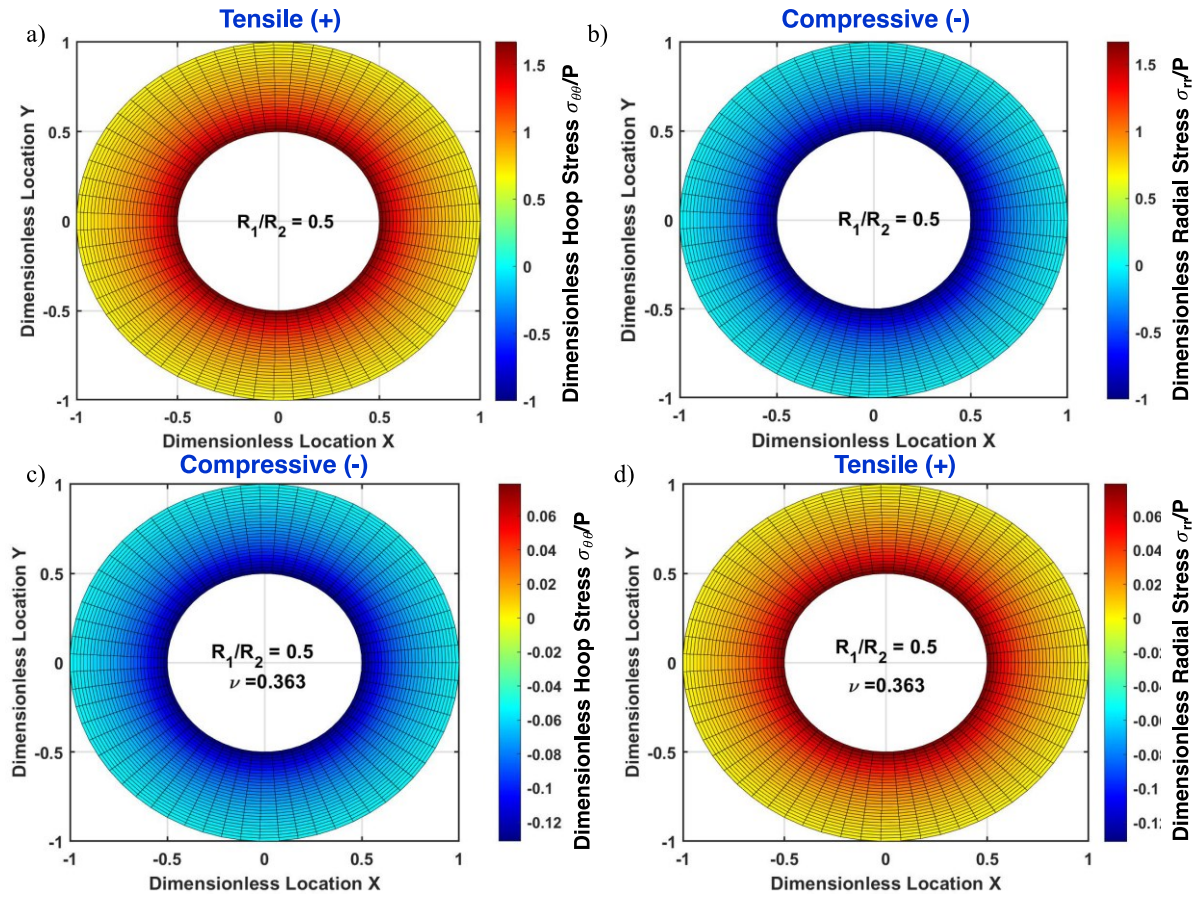 a)
Tensile (+)
1
0.5
0
-0.5
-1
Dimensionless Location Y
R1/R2 = 0.5
-1 -0.5 0 0.5 1
Dimensionless Location X
1.5
1
0.5
0
-0.5
-1
Dimensionless Hoop Stress σθθ/P
b)
Compressive (-)
1
0.5
0
-0.5
-1
Dimensionless Location Y
R1/R2 = 0.5
-1 -0.5 0 0.5 1
Dimensionless Location X
1.5
1
0.5
0
-0.5
-1
Dimensionless Radial Stress σrr/P
c)
Compressive (-)
1
0.5
0
-0.5
-1
Dimensionless Location Y
R1/R2 = 0.5
ν =0.363
-1 -0.5 0 0.5 1
Dimensionless Location X
0.06
0.04
0.02
0
-0.02
-0.04
-0.06
-0.08
-0.1
-0.12
Dimensionless Hoop Stress σθθ/P
d)
Tensile (+)
1
0.5
0
-0.5
-1
Dimensionless Location Y
R1/R2 = 0.5
ν =0.363
-1 -0.5 0 0.5 1
Dimensionless Location X
0.06
0.04
0.02
0
-0.02
-0.04
-0.1
Dimensionless Radial Stress σrr/P